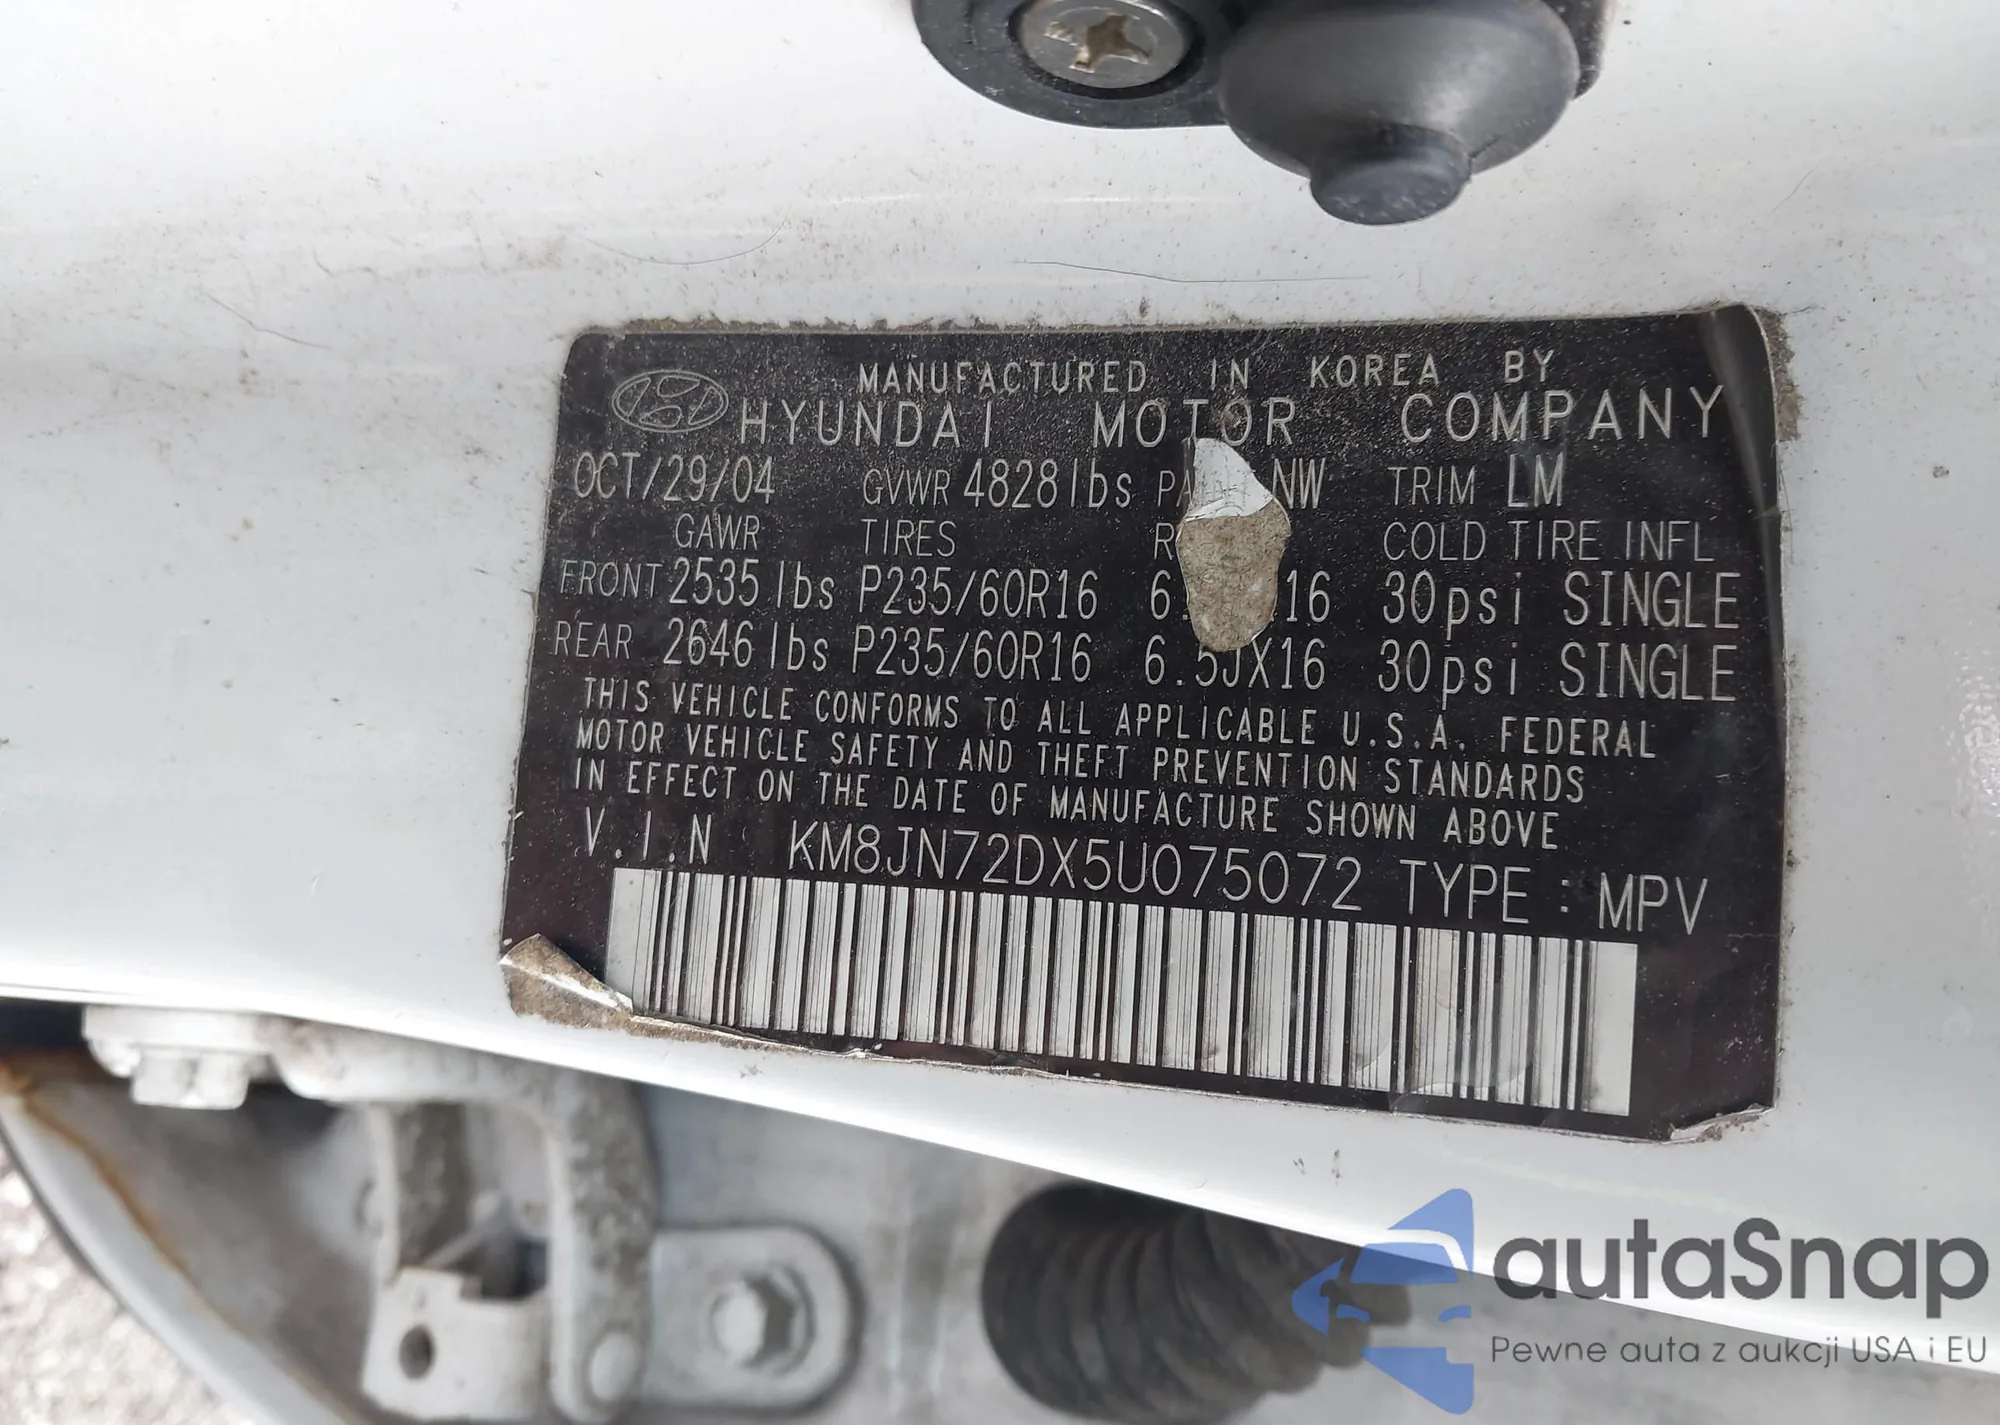 MANUFACTURED IN KOREA BY
HYUNDAI MOTOR COMPANY
OCT/29/04 GVWR 4828lbs NW TRIM LM
GAWR TIRES COLD TIRE INFL
FRONT 2535lbs P235/60R16 16 30psi SINGLE
REAR 2646lbs P235/60R16 6.5JX16 30psi SINGLE
THIS VEHICLE CONFORMS TO ALL APPLICABLE U.S.A. FEDERAL
MOTOR VEHICLE SAFETY AND THEFT PREVENTION STANDARDS
IN EFFECT ON THE DATE OF MANUFACTURE SHOWN ABOVE
V.I.N KM8JN72DX5U075072 TYPE : MPV
autaSnap
Pewne auta z aukcji USA i EU